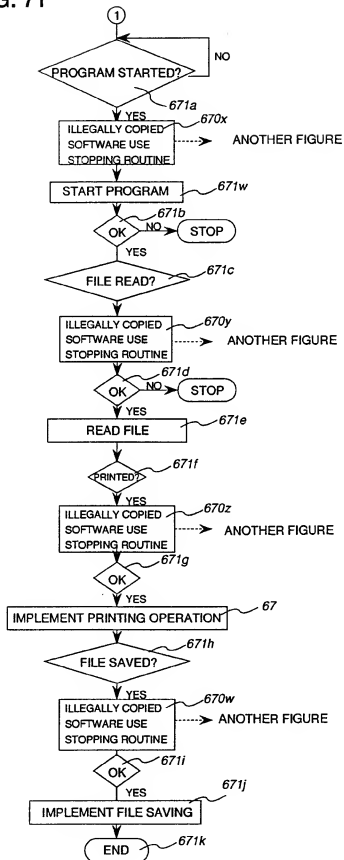 G. 71
1
NO
PROGRAM STARTED?
671a
YES
670x
ILLEGALLY COPIED
SOFTWARE USE
STOPPING ROUTINE
ANOTHER FIGURE
START PROGRAM
671w
671b
OK
NO
STOP
YES
671c
FILE READ?
YES
670y
ILLEGALLY COPIED
SOFTWARE USE
STOPPING ROUTINE
ANOTHER FIGURE
671d
OK
NO
STOP
YES
671e
READ FILE
671f
PRINTED?
YES
670z
ILLEGALLY COPIED
SOFTWARE USE
STOPPING ROUTINE
ANOTHER FIGURE
671g
OK
YES
IMPLEMENT PRINTING OPERATION
67
671h
FILE SAVED?
YES
670w
ILLEGALLY COPIED
SOFTWARE USE
STOPPING ROUTINE
ANOTHER FIGURE
671i
OK
YES
671j
IMPLEMENT FILE SAVING
END
671k